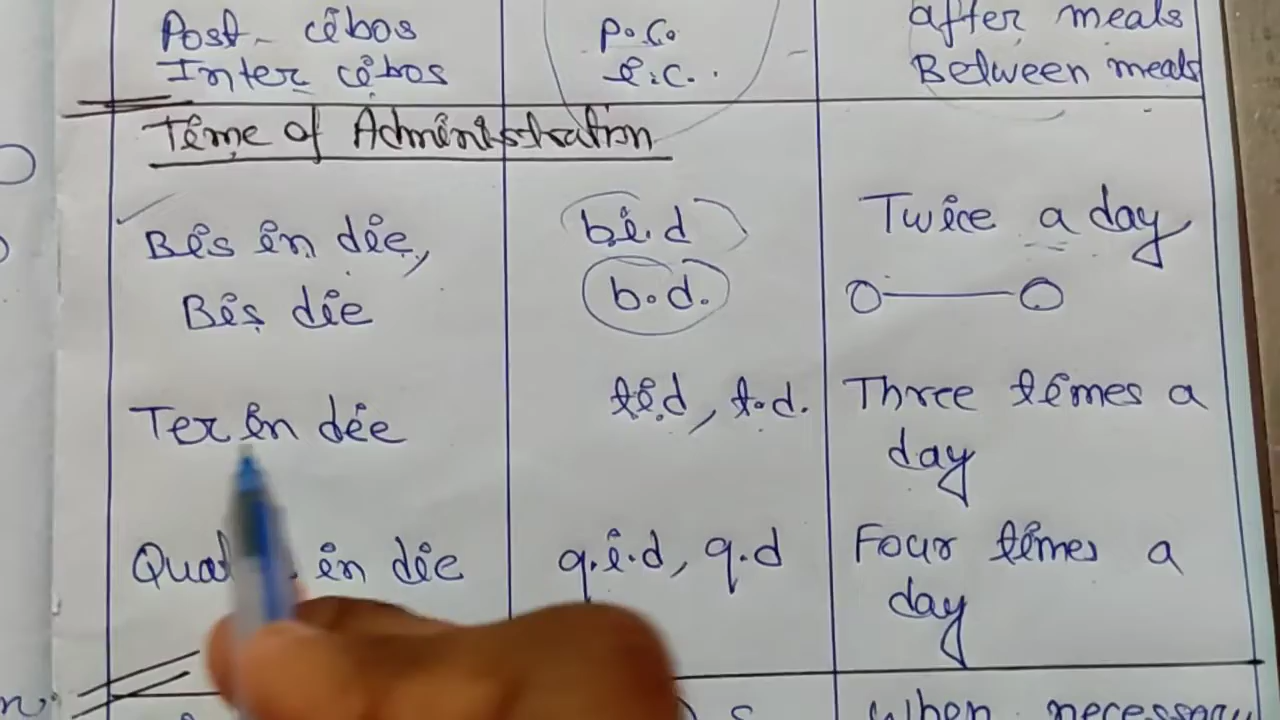 Post- cibos p.c. after meals
Inter cibos i.c. Between meals
Time of Administration
Bis in die, b.i.d Twice a day
Bis die b.d.
Ter in die t.i.d, t.d. Three times a
day
in die q.i.d, q.d Four times a
day
When necessary